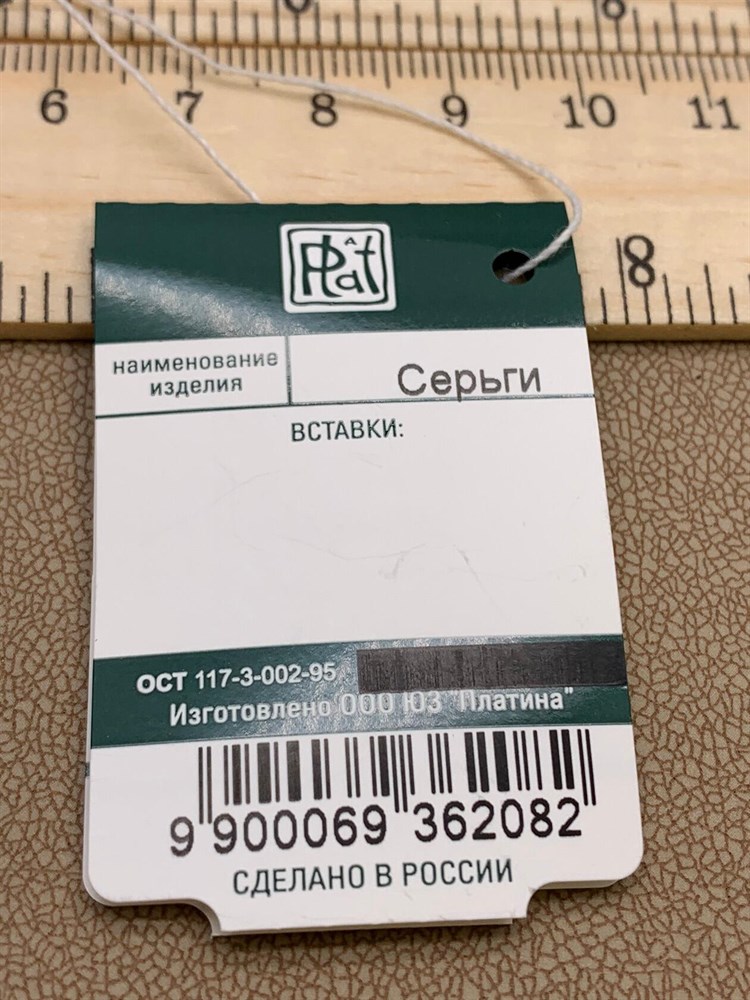 6 7 8 9 10 11
8
Plat
наименование
изделия
Серьги
ВСТАВКИ:
ОСТ 117-3-002-95
Изготовлено ООО ЮЗ "Платина"
9 900069 362082
СДЕЛАНО В РОССИИ